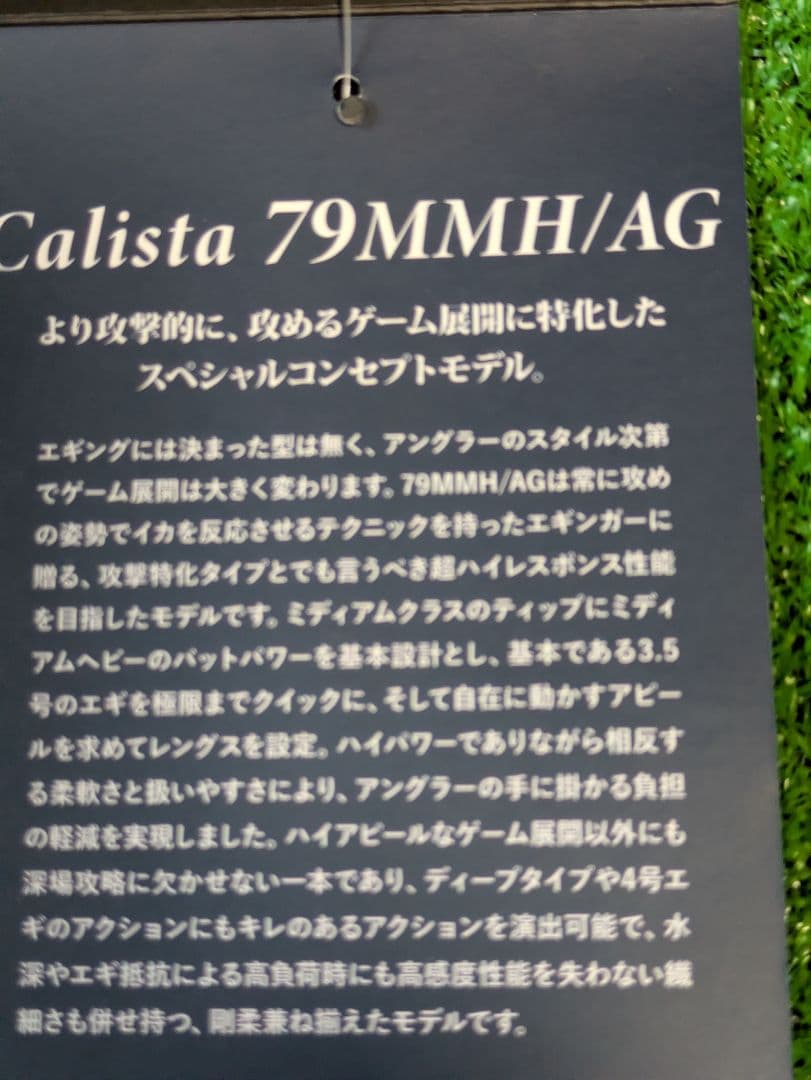 Calista 79MMH/AG
より攻撃的に、攻めるゲーム展開に特化した
スペシャルコンセプトモデル。
エギングには決まった型は無く、アングラーのスタイル次第
でゲーム展開は大きく変わります。79MMH/AGは常に攻め
の姿勢でイカを反応させるテクニックを持ったエギンガーに
贈る、攻撃特化タイプとでも言うべき超ハイレスポンス性能
を目指したモデルです。ミディアムクラスのティップにミディ
アムヘビーのバットパワーを基本設計とし、基本である3.5
号のエギを極限までクイックに、そして自在に動かすアピー
ルを求めてレングスを設定。ハイパワーでありながら相反す
る柔軟さと扱いやすさにより、アングラーの手に掛かる負担
の軽減を実現しました。ハイアピールなゲーム展開以外にも
深場攻略に欠かせない一本であり、ディープタイプや4号エ
ギのアクションにもキレのあるアクションを演出可能で、水
深やエギ抵抗による高負荷時にも高感度性能を失わない繊
細さも併せ持つ、剛柔兼ね揃えたモデルです。